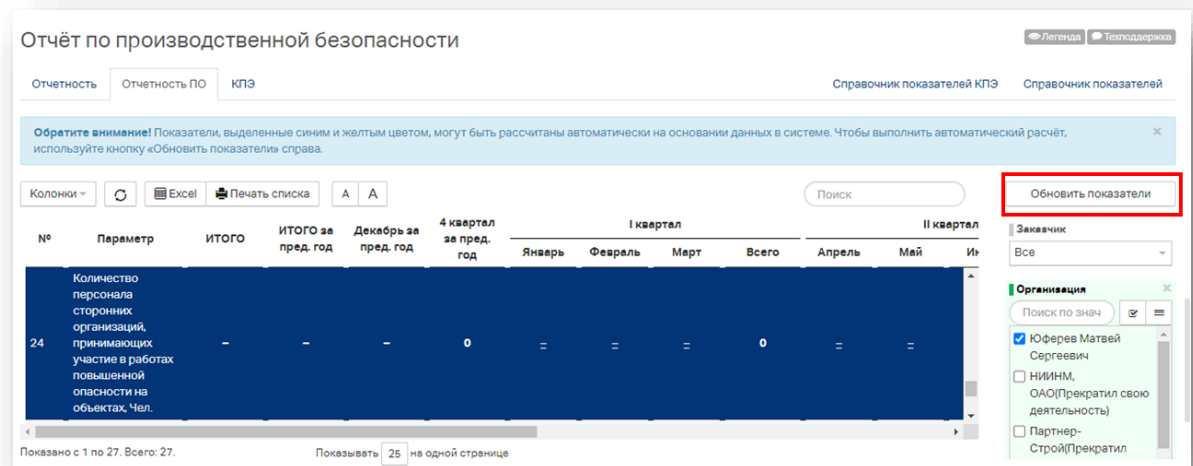 Отчёт по производственной безопасности
Легенда Техподдержка
Отчетность Отчетность ПО КПЭ Справочник показателей КПЭ Справочник показателей
Обратите внимание! Показатели, выделенные синим и желтым цветом, могут быть рассчитаны автоматически на основании данных в системе. Чтобы выполнить автоматический расчёт,
используйте кнопку «Обновить показатели» справа.
Колонки Excel Печать списка A A Поиск Обновить показатели
№ Параметр ИТОГО ИТОГО за
пред. год Декабрь за
пред. год 4 квартал
за пред.
год I квартал II квартал
Январь Февраль Март Всего Апрель Май Ин
Заказчик
Все
24 Количество
персонала
сторонних
организаций,
принимающих
участие в работах
повышенной
опасности на
объектах, Чел. – – – 0 – – – 0 – –
Организация
Поиск по знач
Юферев Матвей
Сергеевич
НИИНМ,
ОАО(Прекратил свою
деятельность)
Партнер-
Строй(Прекратил
Показано с 1 по 27. Всего: 27. Показывать 25 на одной странице